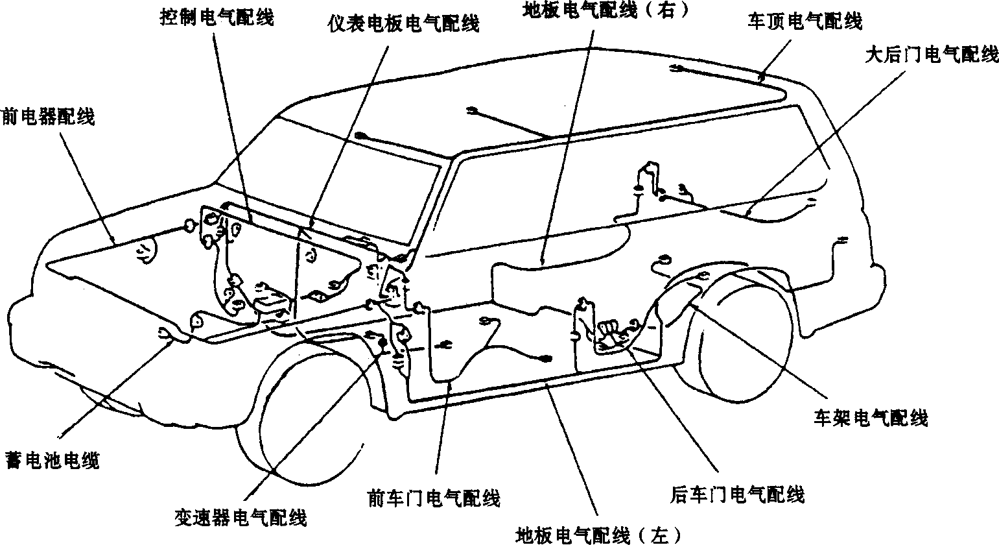 地板电气配线（右）
控制电气配线
仪表电板电气配线
车顶电气配线
大后门电气配线
前电器配线
车架电气配线
蓄电池电缆
前车门电气配线
后车门电气配线
变速器电气配线
地板电气配线（左）